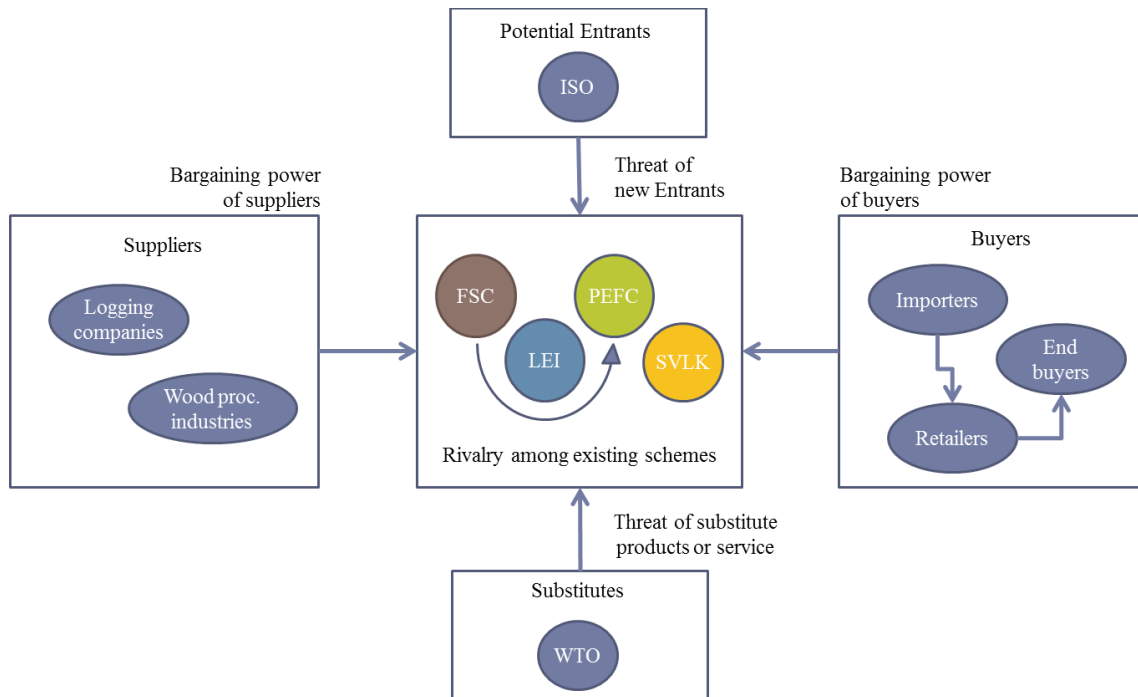 Potential Entrants
ISO
Threat of
new Entrants
Bargaining power
of suppliers
Bargaining power
of buyers
Suppliers
Logging
companies
Wood proc.
industries
FSC
PEFC
LEI
SVLK
Rivalry among existing schemes
Buyers
Importers
End
buyers
Retailers
Threat of substitute
products or service
Substitutes
WTO